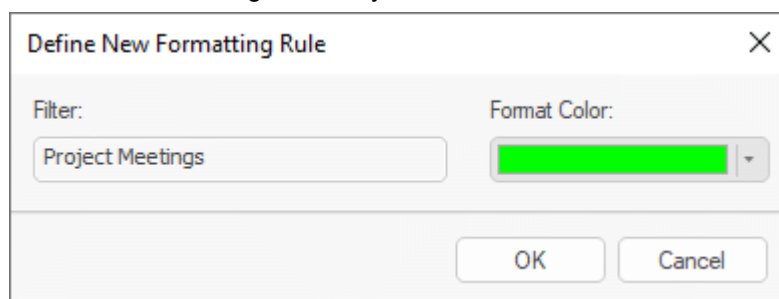 Define New Formatting Rule
Filter:
Format Color:
Project Meetings
OK
Cancel